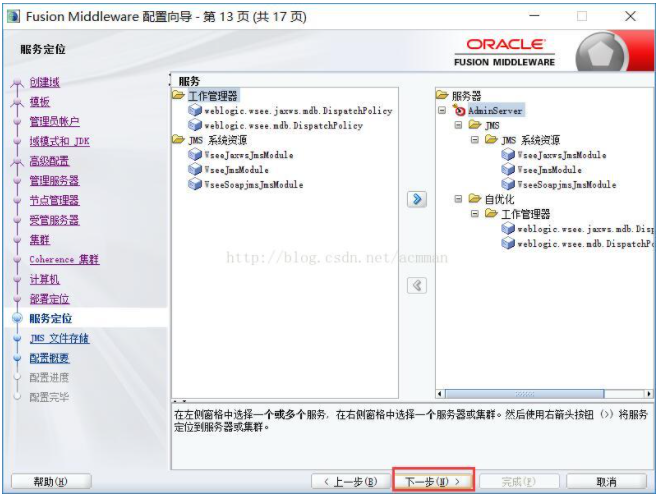 Fusion Middleware 配置向导 - 第 13 页 (共 17 页)
服务定位
ORACLE
FUSION MIDDLEWARE
创建域
模板
管理员帐户
域模式和 JDK
高级配置
管理服务器
节点管理器
受管服务器
集群
Coherence 集群
计算机
部署定位
服务定位
JMS 文件存储
配置概要
配置进度
配置完毕
服务
工作管理器
weblogic.wsee.jaxws.mdb.DispatchPolicy
weblogic.wsee.mdb.DispatchPolicy
JMS 系统资源
WseeJaxwsJmsModule
WseeJmsModule
WseeSoapjmsJmsModule
服务器
AdminServer
JMS
JMS 系统资源
WseeJaxwsJmsModule
WseeJmsModule
WseeSoapjmsJmsModule
自优化
工作管理器
weblogic.wsee.jaxws.mdb.Disp
weblogic.wsee.mdb.DispatchPo
http://blog.csdn.net/acmman
在左侧窗格中选择一个或多个服务, 在右侧窗格中选择一个服务器或集群。然后使用右箭头按钮 (>) 将服务
定位到服务器或集群。
帮助(H)
< 上一步(B)
下一步(N) >
完成(F)
取消